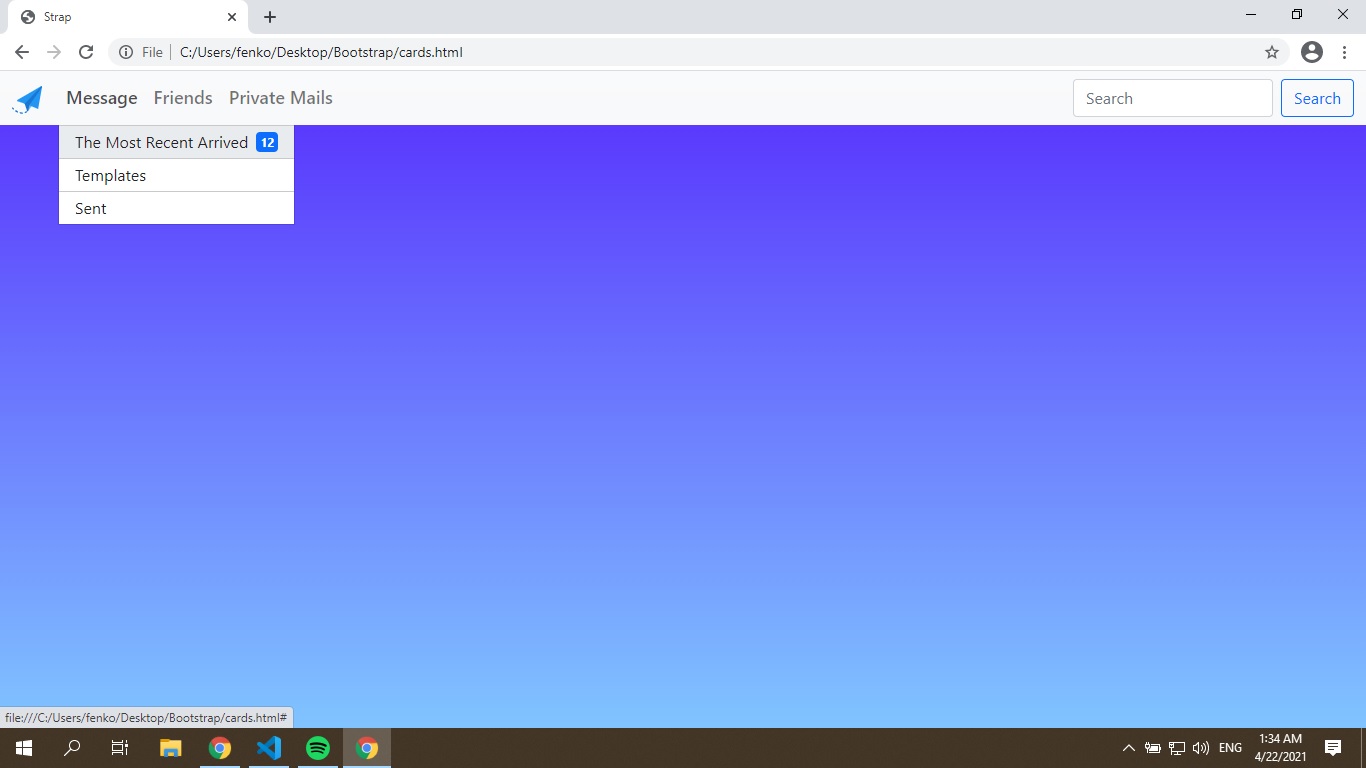 Strap
File
C:/Users/fenko/Desktop/Bootstrap/cards.html
Message Friends Private Mails Search Search
The Most Recent Arrived 12
Templates
Sent
file:///C:/Users/fenko/Desktop/Bootstrap/cards.html#
ENG
1:34 AM
4/22/2021